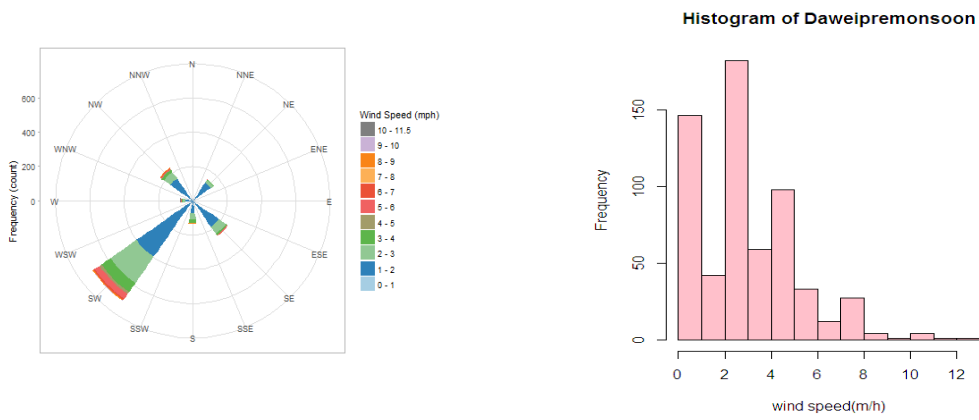 N
NNE
NE
ENE
E
ESE
SE
SSE
S
SSW
SW
WSW
W
WNW
NW
NNW
Frequency (count)
600
400
200
0
Wind Speed (mph)
10 - 11.5
9 - 10
8 - 9
7 - 8
6 - 7
5 - 6
4 - 5
3 - 4
2 - 3
1 - 2
0 - 1
Histogram of Daweipremonsoon
Frequency
150
100
50
0
0 2 4 6 8 10 12
wind speed(m/h)